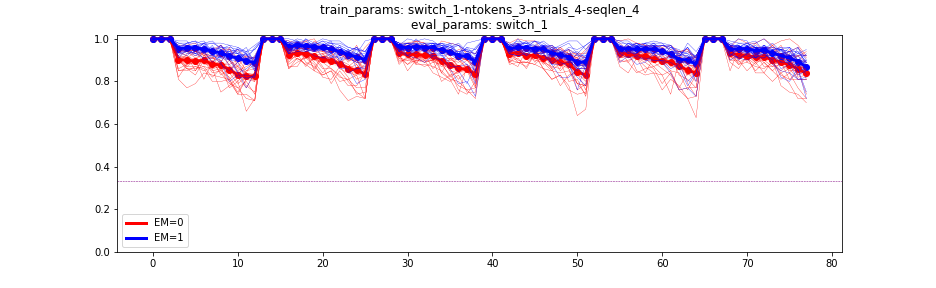 train_params: switch_1-ntokens_3-ntrials_4-seqlen_4
eval_params: switch_1
1.0
0.8
0.6
0.4
0.2
0.0
EM=0
EM=1
0 10 20 30 40 50 60 70 80